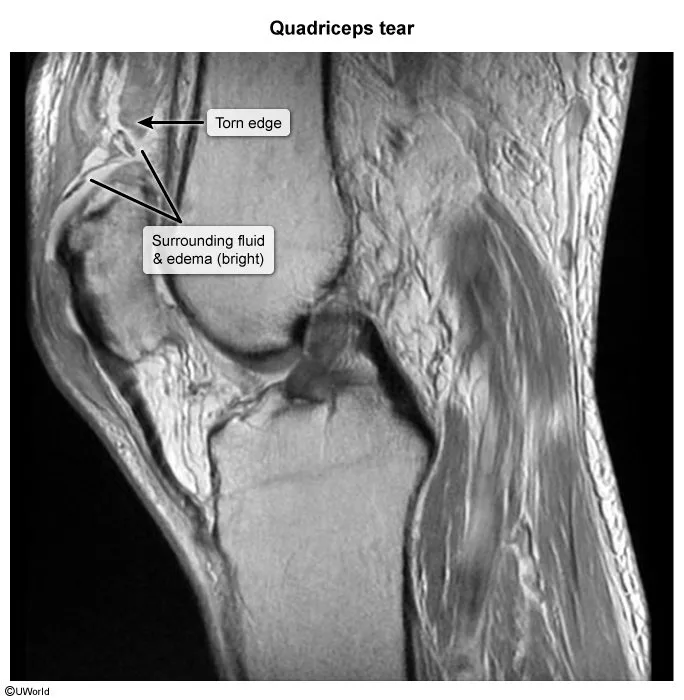 Quadriceps tear
Torn edge
Surrounding fluid
& edema (bright)
©UWorld